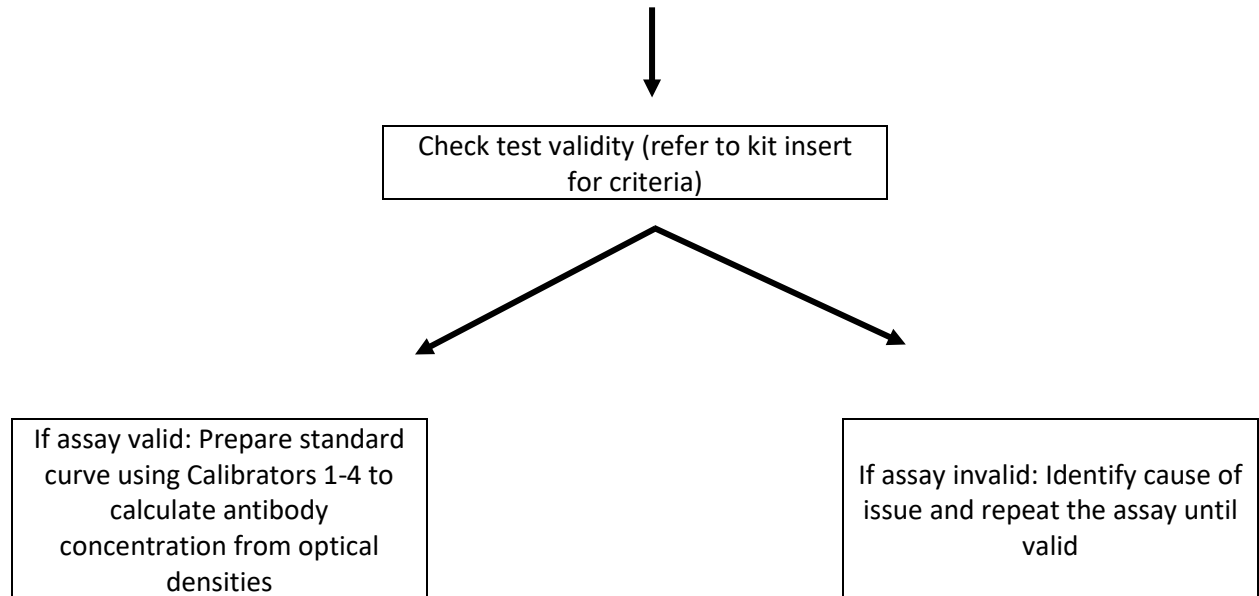 Check test validity (refer to kit insert
for criteria)
If assay valid: Prepare standard
curve using Calibrators 1-4 to
calculate antibody
concentration from optical
densities
If assay invalid: Identify cause of
issue and repeat the assay until
valid